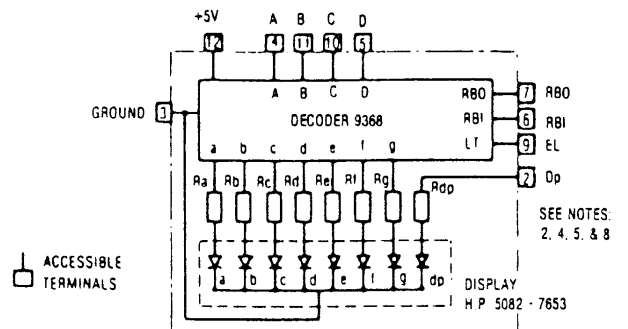 +5V A B C D
12 4 11 10 5
A B C D
GROUND 3
DECODER 9368
RBO 7 RBO
RBI 6 RBI
LT 9 EL
a b c d e f g
2 Dp
Ra Rb Rc Rd Re Rf Rg Rdp
SEE NOTES:
2, 4, 5, & 8
a b c d e f g dp
ACCESSIBLE
TERMINALS
DISPLAY
H.P. 5082 - 7653